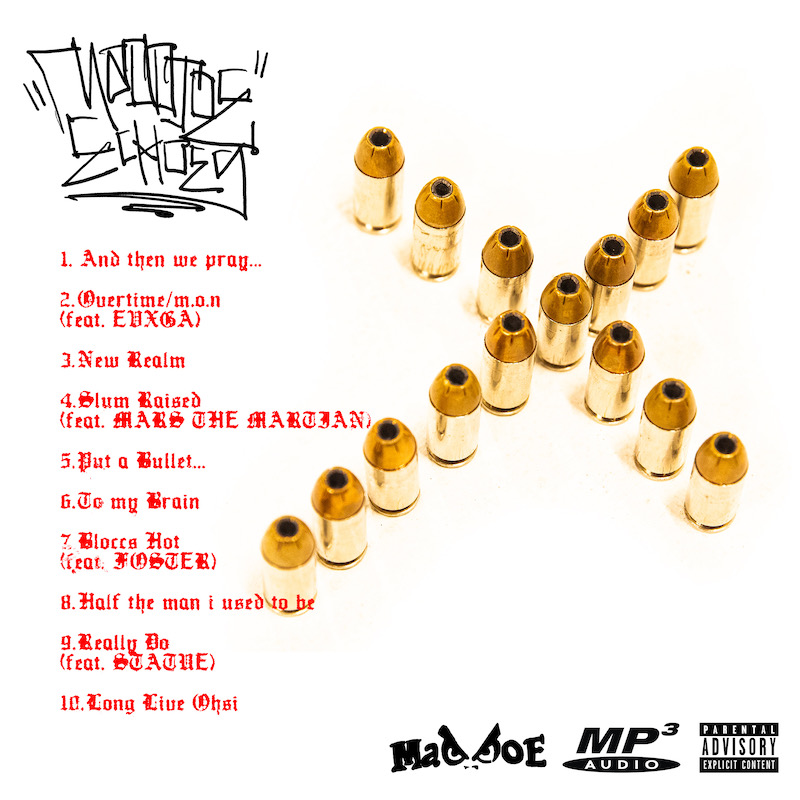 ECHOES
1. And then we pray...
2.Overtime/m.o.n
(feat. EVXGA)
3.New Realm
4.Slum Raised
(feat. MARS THE MARTIAN)
5.Put a Bullet...
6.To my Brain
7.Bloccs Hot
(feat. FOSTER)
8.Half the man i used to be
9.Really Do
(feat. STATUE)
10.Long Live Ohsi
MaDDOE
MP3
AUDIO
PARENTAL
ADVISORY
EXPLICIT CONTENT